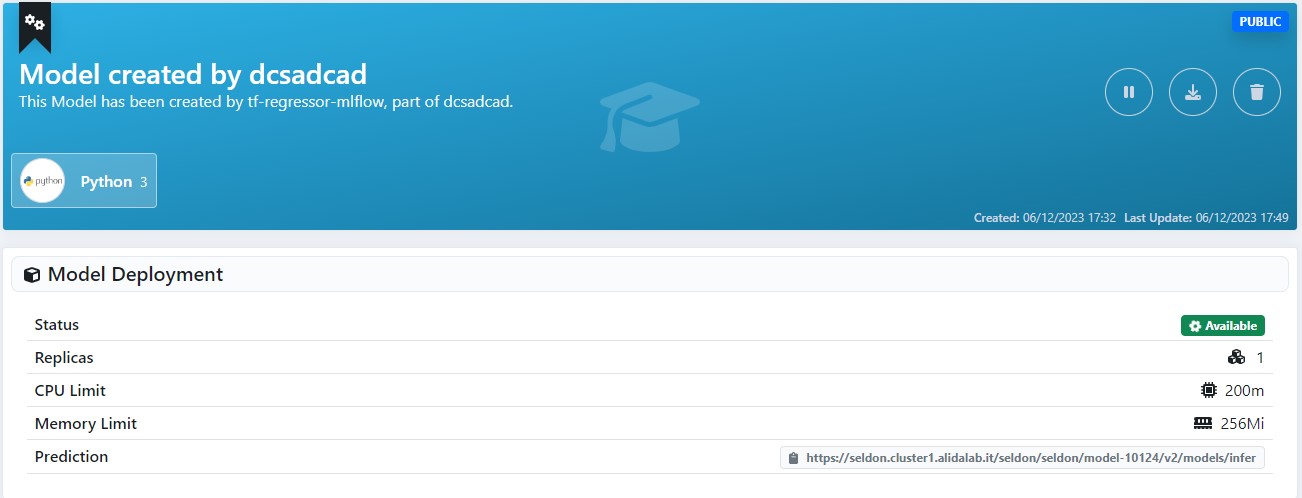 PUBLIC
Model created by dcsadcad
This Model has been created by tf-regressor-mlflow, part of dcsadcad.
python Python 3
Created: 06/12/2023 17:32 Last Update: 06/12/2023 17:49
Model Deployment
Status Available
Replicas 1
CPU Limit 200m
Memory Limit 256Mi
Prediction https://seldon.cluster1.alidalab.it/seldon/seldon/model-10124/v2/models/infer